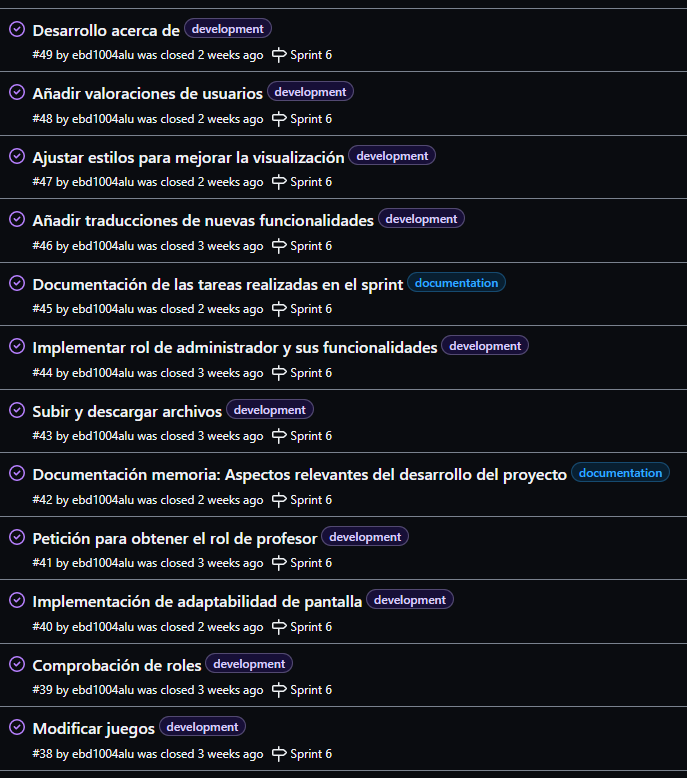 Desarrollo acerca de development
#49 by ebd1004alu was closed 2 weeks ago Sprint 6
Añadir valoraciones de usuarios development
#48 by ebd1004alu was closed 2 weeks ago Sprint 6
Ajustar estilos para mejorar la visualización development
#47 by ebd1004alu was closed 2 weeks ago Sprint 6
Añadir traducciones de nuevas funcionalidades development
#46 by ebd1004alu was closed 3 weeks ago Sprint 6
Documentación de las tareas realizadas en el sprint documentation
#45 by ebd1004alu was closed 2 weeks ago Sprint 6
Implementar rol de administrador y sus funcionalidades development
#44 by ebd1004alu was closed 3 weeks ago Sprint 6
Subir y descargar archivos development
#43 by ebd1004alu was closed 3 weeks ago Sprint 6
Documentación memoria: Aspectos relevantes del desarrollo del proyecto documentation
#42 by ebd1004alu was closed 2 weeks ago Sprint 6
Petición para obtener el rol de profesor development
#41 by ebd1004alu was closed 3 weeks ago Sprint 6
Implementación de adaptabilidad de pantalla development
#40 by ebd1004alu was closed 2 weeks ago Sprint 6
Comprobación de roles development
#39 by ebd1004alu was closed 3 weeks ago Sprint 6
Modificar juegos development
#38 by ebd1004alu was closed 3 weeks ago Sprint 6